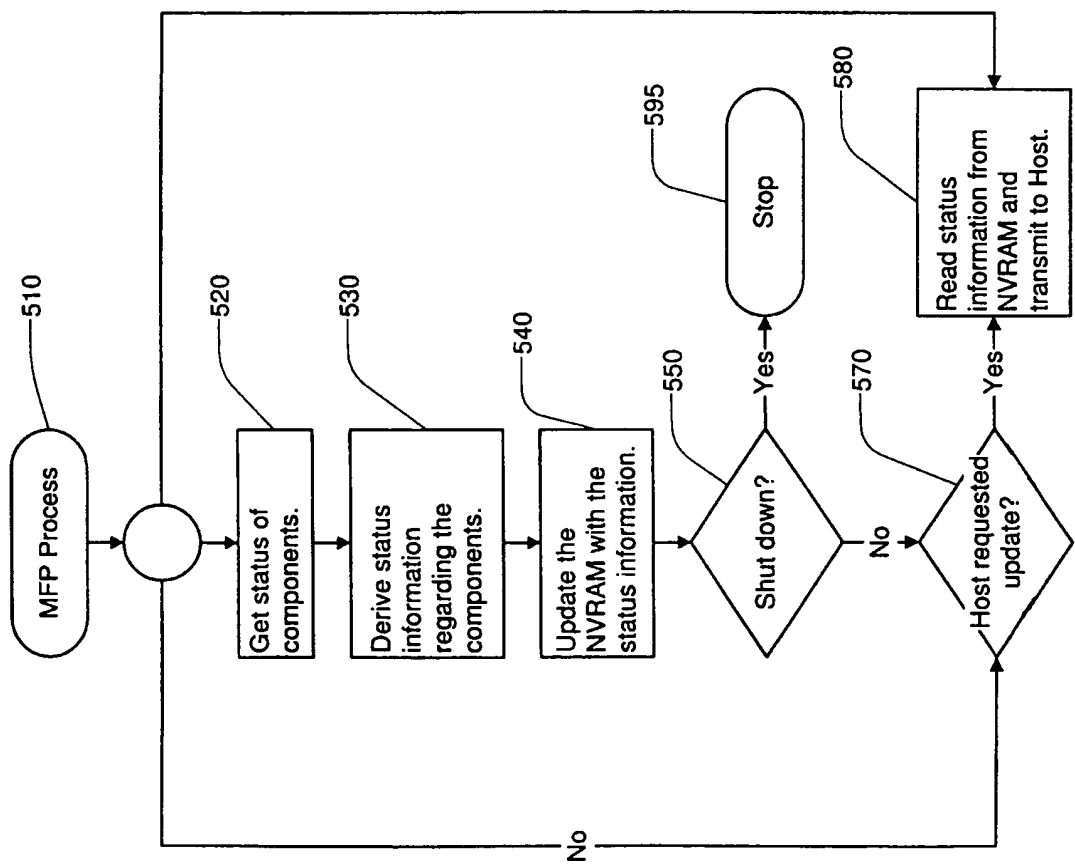 MFP Process
510
Get status of
components.
520
Derive status
information
regarding the
components.
530
Update the
NVRAM with the
status information.
540
Shut down?
550
Yes
Stop
595
No
Host requested
update?
570
Yes
Read status
information from
NVRAM and
transmit to Host.
580
No